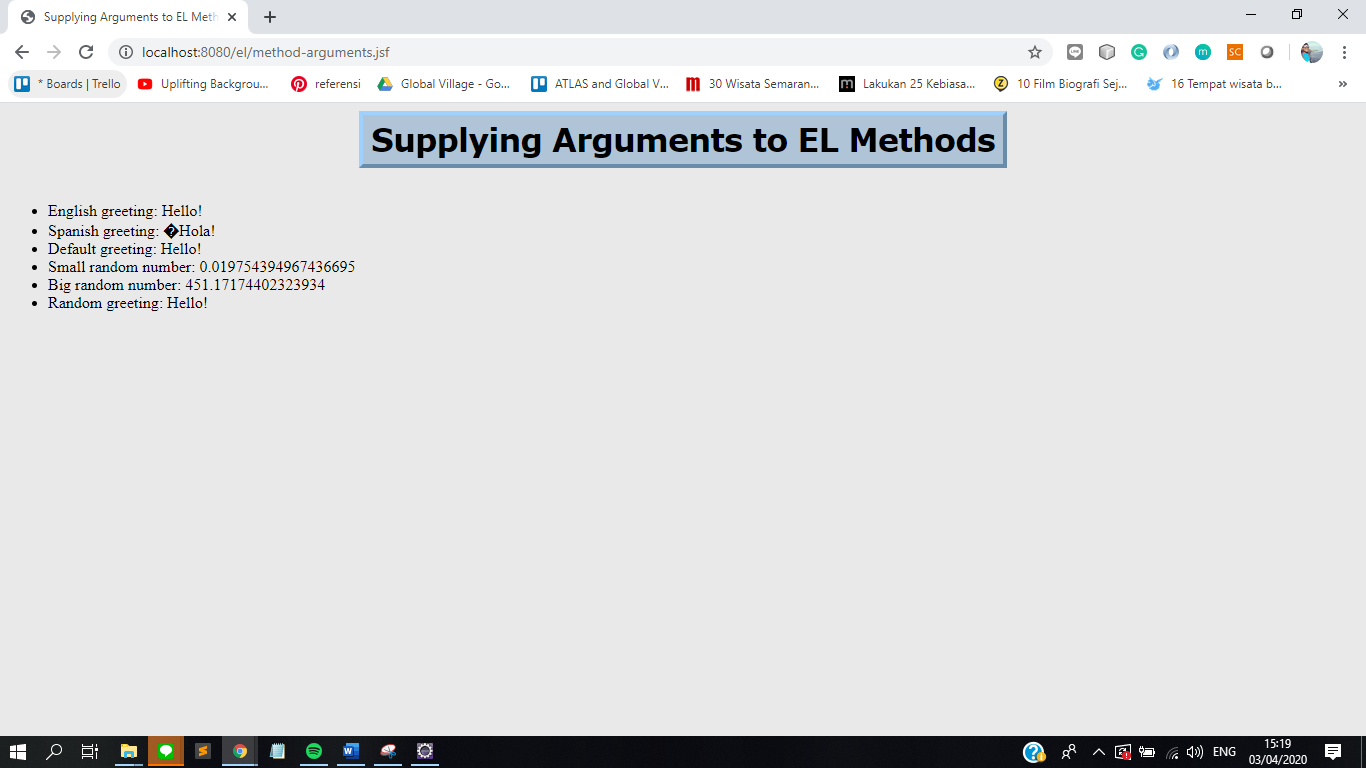 Supplying Arguments to EL Meth
localhost:8080/el/method-arguments.jsf
* Boards | Trello
Uplifting Backgrou...
referensi
Global Village - Go...
ATLAS and Global V...
30 Wisata Semaran...
Lakukan 25 Kebiasa...
10 Film Biografi Sej...
16 Tempat wisata b...
»
Supplying Arguments to EL Methods
• English greeting: Hello!
• Spanish greeting: �Hola!
• Default greeting: Hello!
• Small random number: 0.019754394967436695
• Big random number: 451.17174402323934
• Random greeting: Hello!
ENG
15:19
03/04/2020